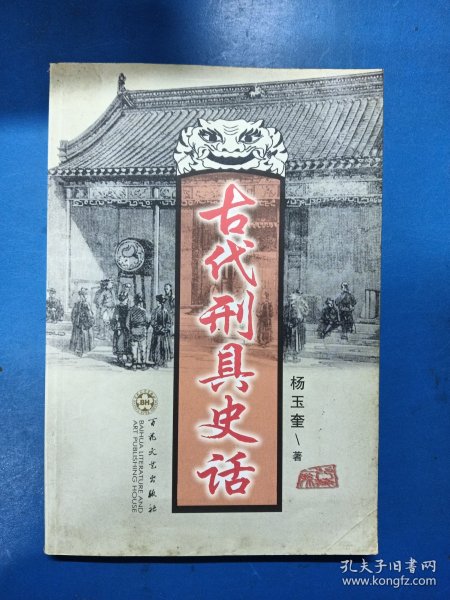 古代刑具史话
杨玉奎\著
BH
百花文艺出版社
BAIHUA LITERATURE AND
ART PUBLISHING HOUSE
孔夫子旧书网
www.kongfz.com